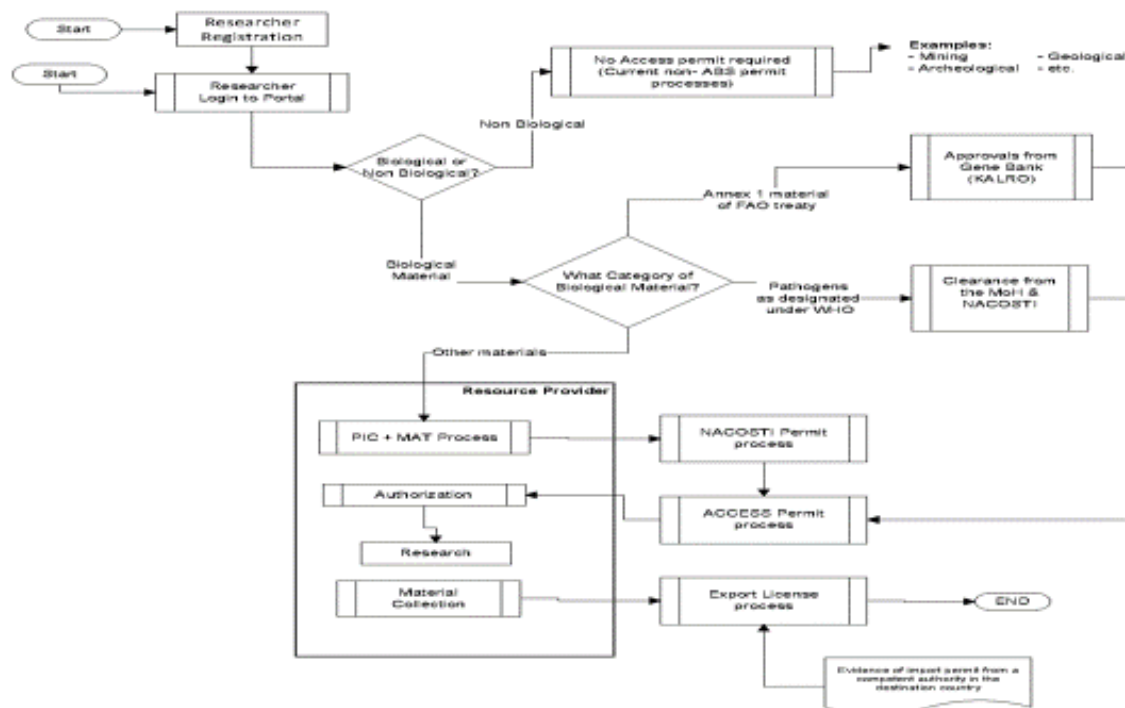 Start
Researcher
Registration
Start
Researcher
Login to Portal
No Access permit required
(Current non- ABS permit
processes)
Examples:
- Mining - Geological
- Archeological - etc.
Non Biological
Biological or
Non Biological?
Approvals from
Gene Bank
(KALRO)
Annex 1 material
of FAO treaty
Biological
Material
What Category of
Biological Material?
Pathogens
as designated
under WHO
Clearance from
the MoH &
NACOSTI
Other materials
Resource Provider
PIC + MAT Process
NACOSTI Permit
process
Authorization
ACCESS Permit
process
Research
Material
Collection
Export License
process
END
Evidence of import permit from a
competent authority in the
destination country